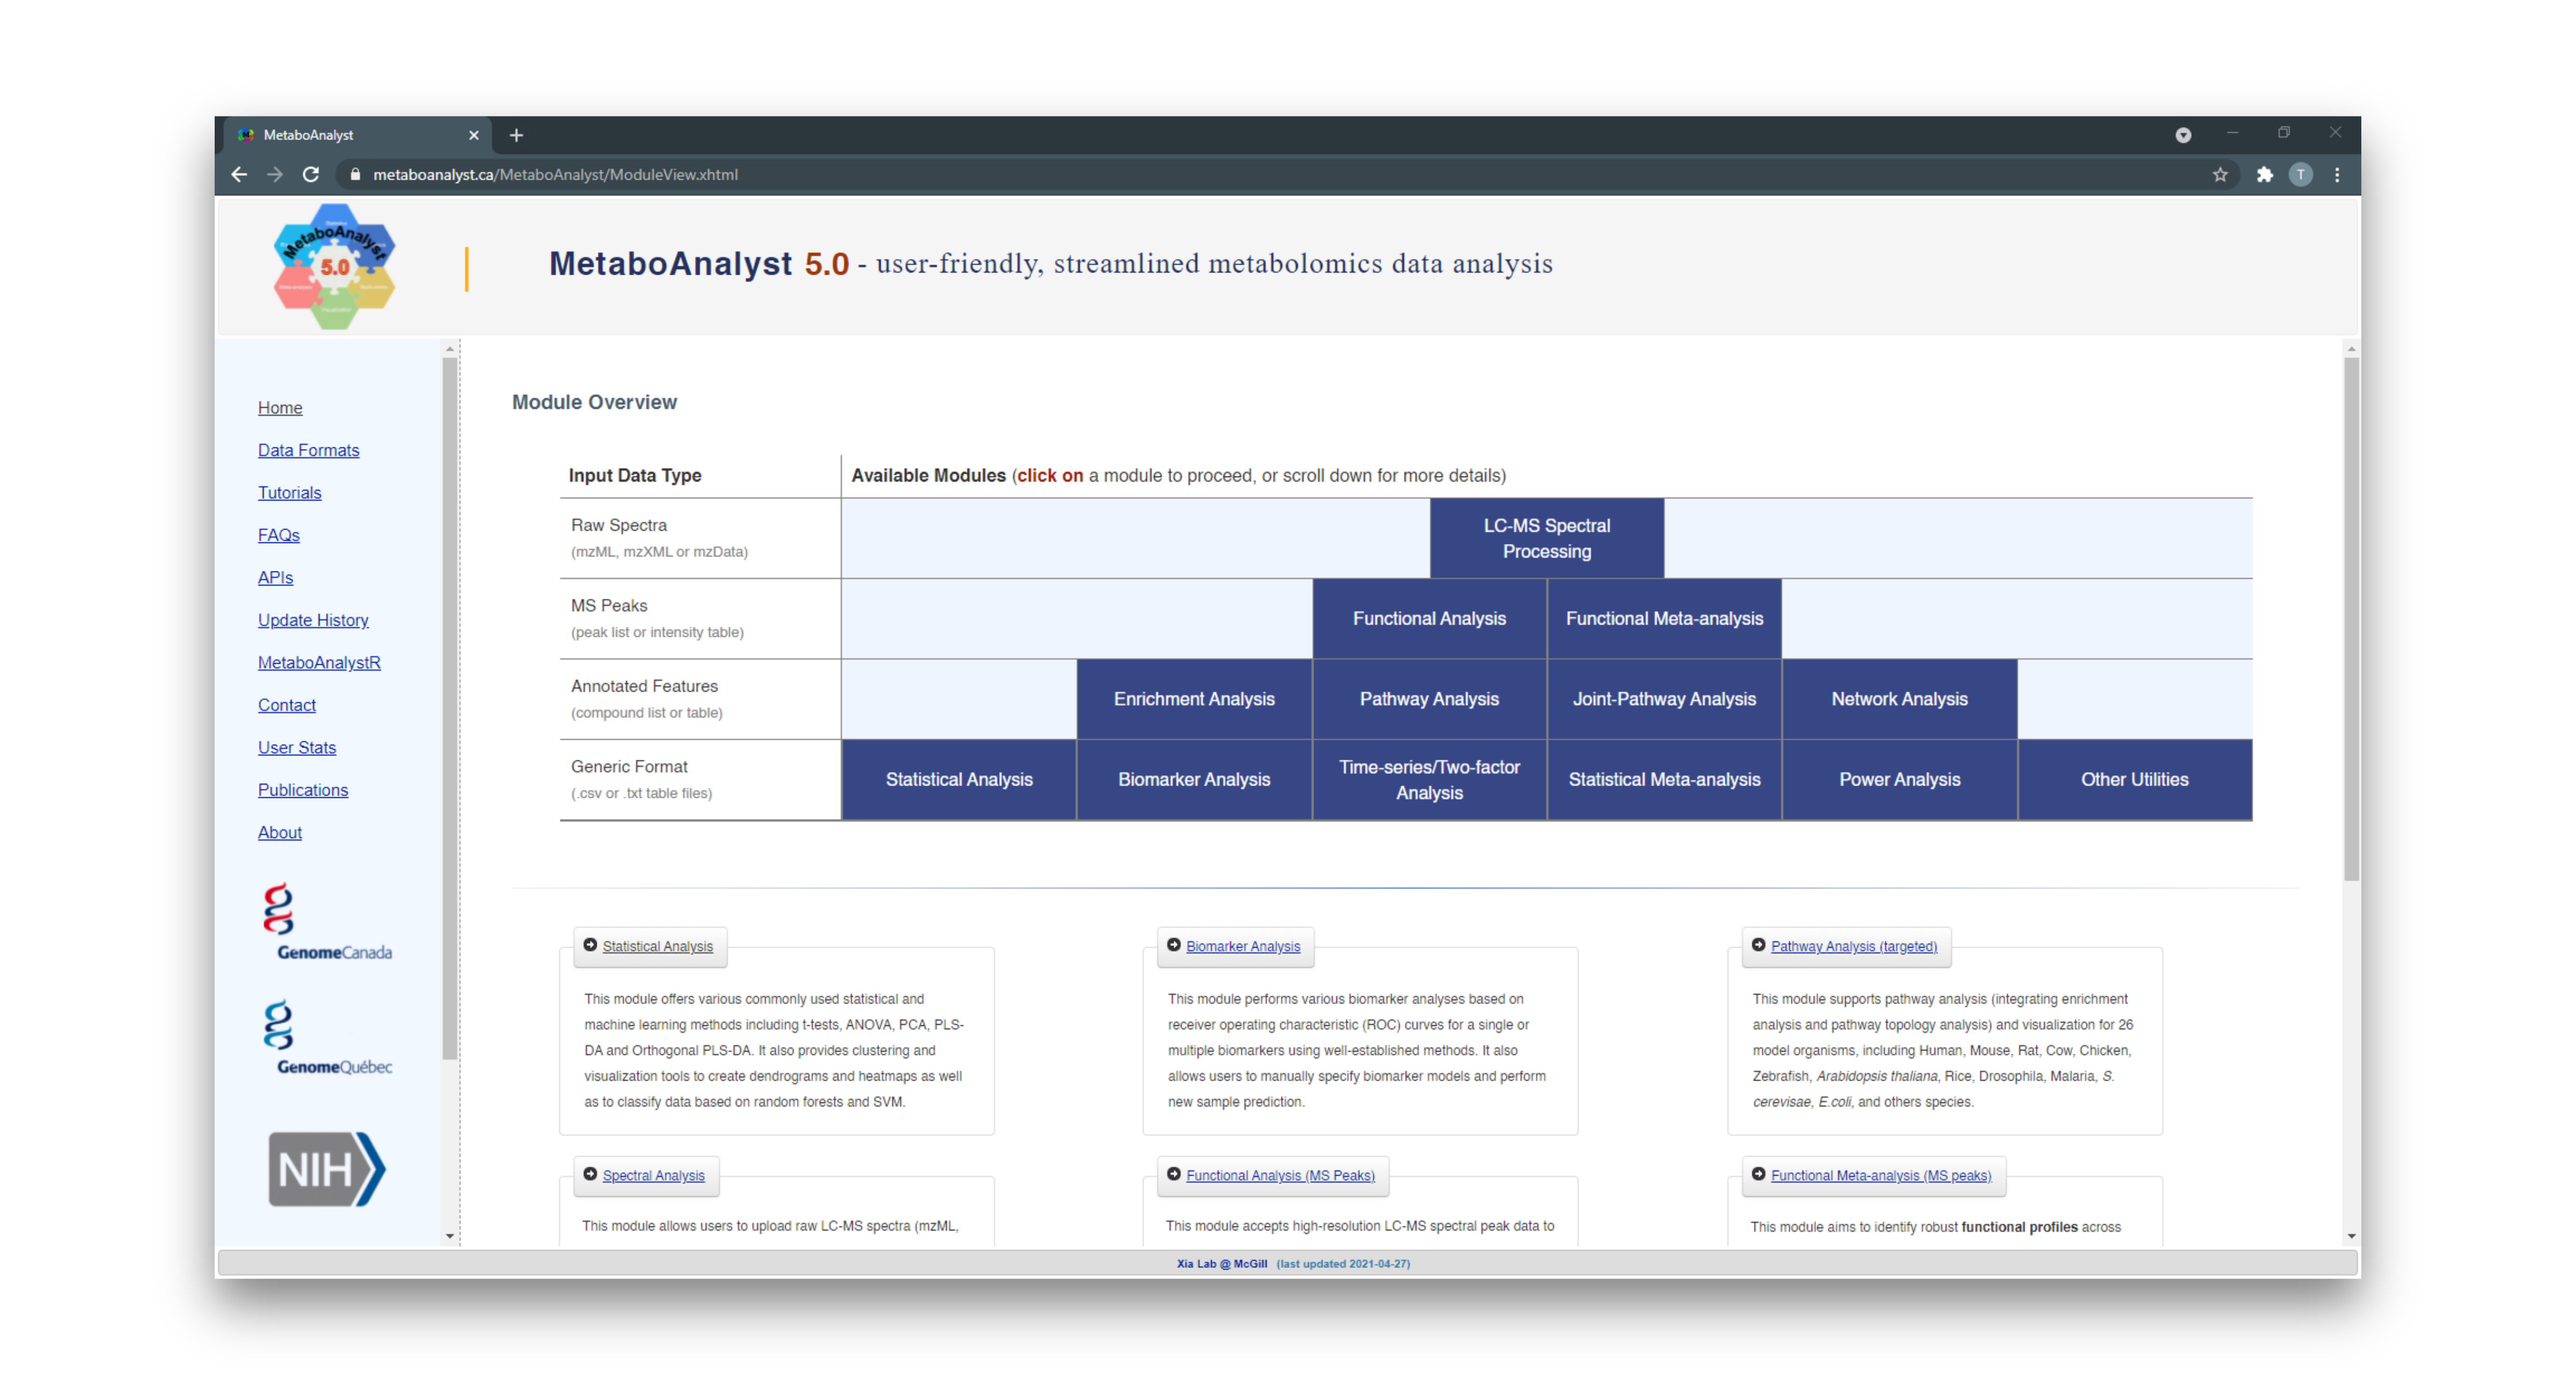 MetaboAnalyst
metaboanalyst.ca/MetaboAnalyst/ModuleView.xhtml
T
MetaboAnalyst
5.0
MetaboAnalyst 5.0 - user-friendly, streamlined metabolomics data analysis
Home
Data Formats
Tutorials
FAQs
APIs
Update History
MetaboAnalystR
Contact
User Stats
Publications
About
GenomeCanada
GenomeQuébec
NIH
Module Overview
Input Data Type
Available Modules (click on a module to proceed, or scroll down for more details)
Raw Spectra
(mzML, mzXML or mzData)
LC-MS Spectral
Processing
MS Peaks
(peak list or intensity table)
Functional Analysis
Functional Meta-analysis
Annotated Features
(compound list or table)
Enrichment Analysis
Pathway Analysis
Joint-Pathway Analysis
Network Analysis
Generic Format
(.csv or .txt table files)
Statistical Analysis
Biomarker Analysis
Time-series/Two-factor
Analysis
Statistical Meta-analysis
Power Analysis
Other Utilities
Statistical Analysis
This module offers various commonly used statistical and
machine learning methods including t-tests, ANOVA, PCA, PLS-
DA and Orthogonal PLS-DA. It also provides clustering and
visualization tools to create dendrograms and heatmaps as well
as to classify data based on random forests and SVM.
Biomarker Analysis
This module performs various biomarker analyses based on
receiver operating characteristic (ROC) curves for a single or
multiple biomarkers using well-established methods. It also
allows users to manually specify biomarker models and perform
new sample prediction.
Pathway Analysis (targeted)
This module supports pathway analysis (integrating enrichment
analysis and pathway topology analysis) and visualization for 26
model organisms, including Human, Mouse, Rat, Cow, Chicken,
Zebrafish, Arabidopsis thaliana, Rice, Drosophila, Malaria, S.
cerevisae, E.coli, and others species.
Spectral Analysis
This module allows users to upload raw LC-MS spectra (mzML,
Functional Analysis (MS Peaks)
This module accepts high-resolution LC-MS spectral peak data to
Functional Meta-analysis (MS peaks)
This module aims to identify robust functional profiles across
Xia Lab @ McGill (last updated 2021-04-27)